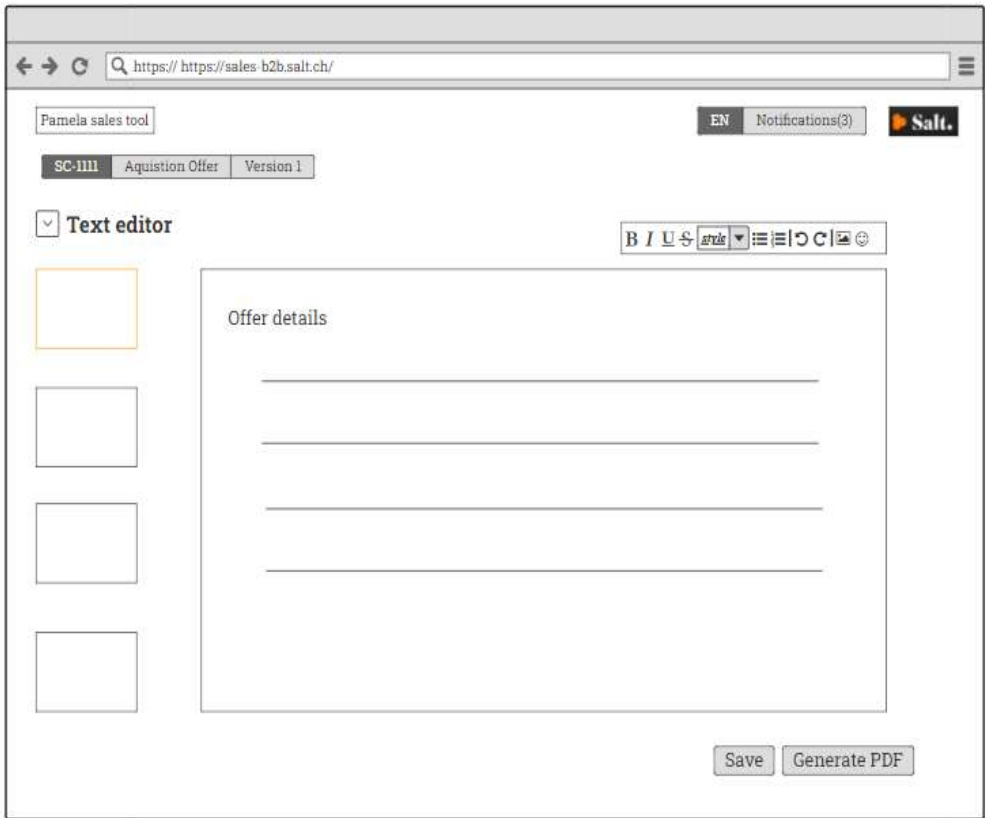 https:// https://sales-b2b.salt.ch/
Pamela sales tool
EN Notifications(3)
Salt.
SC-1111 Aquistion Offer Version 1
Text editor
B I U S style
Offer details
Save Generate PDF